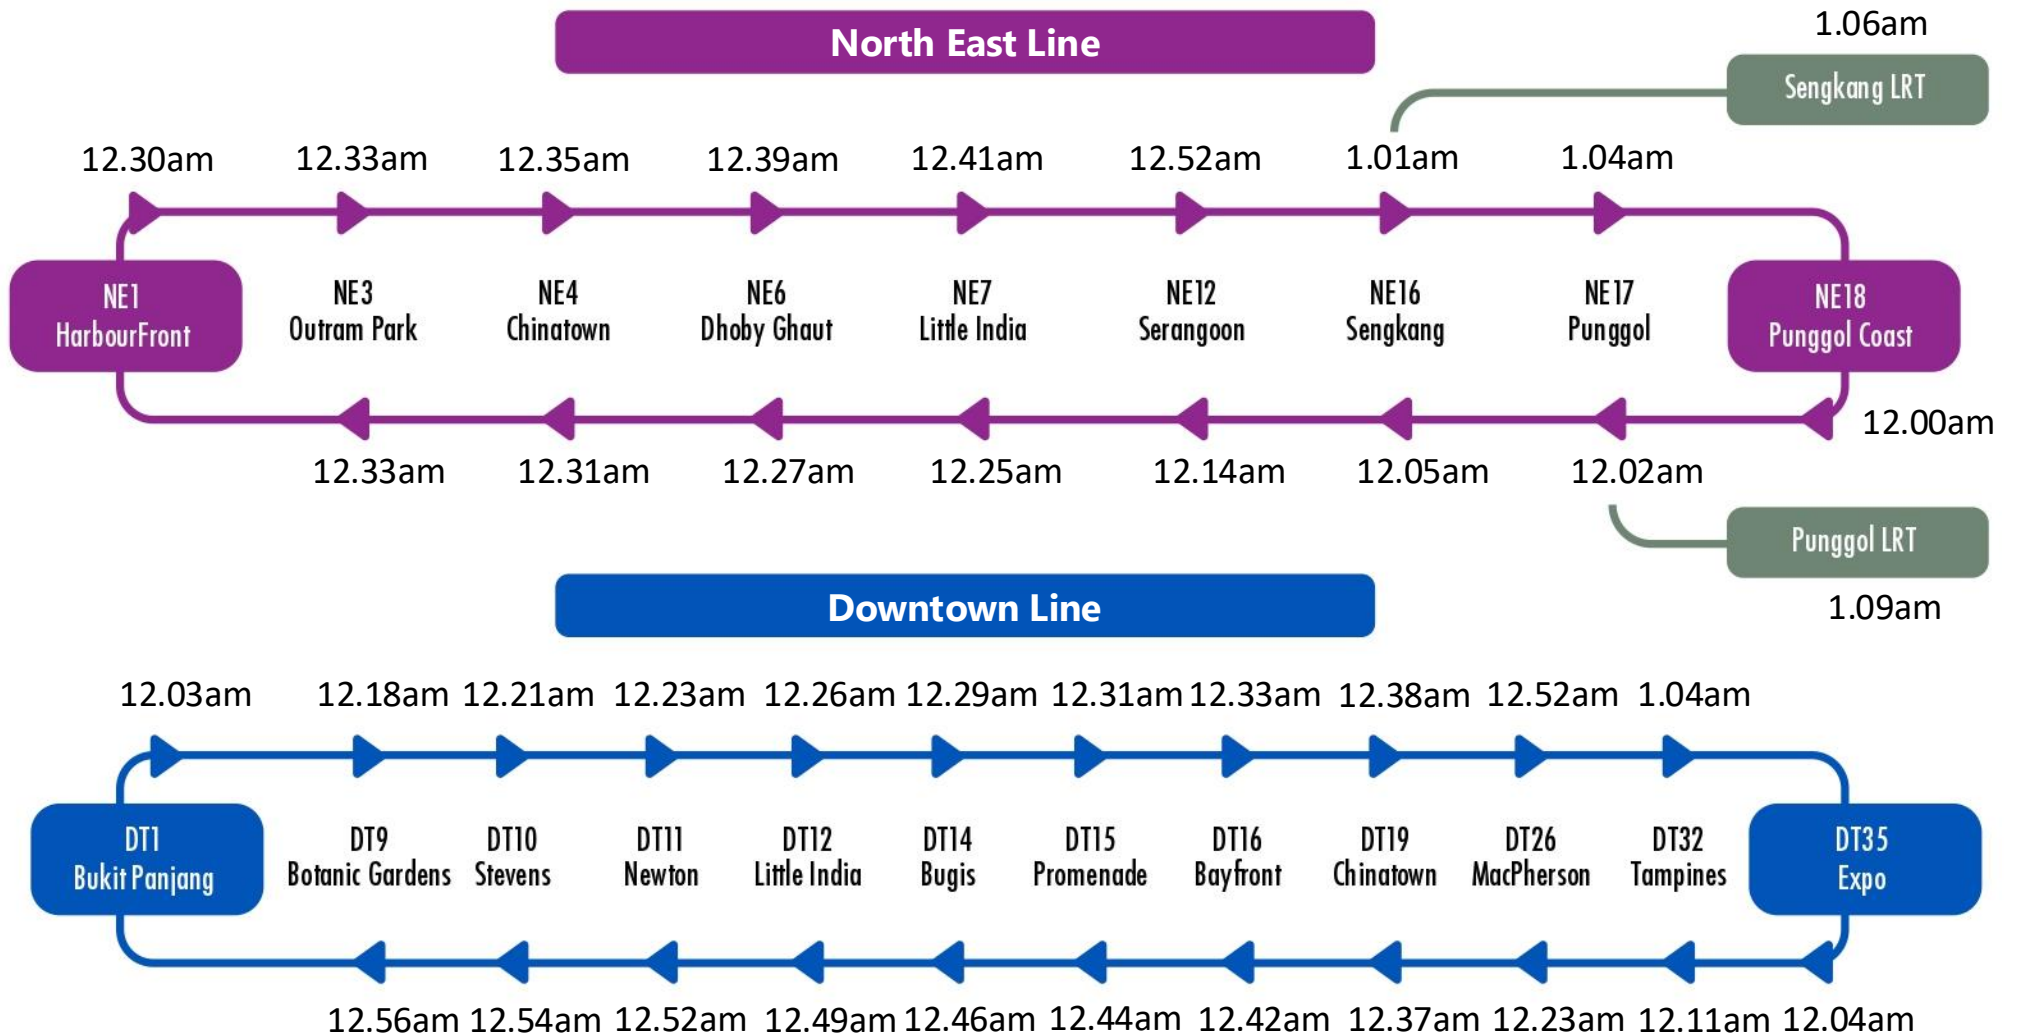 North East Line
1.06am
Sengkang LRT
12.30am 12.33am 12.35am 12.39am 12.41am 12.52am 1.01am 1.04am
NE1 NE3 NE4 NE6 NE7 NE12 NE16 NE17 NE18
HarbourFront Outram Park Chinatown Dhoby Ghaut Little India Serangoon Sengkang Punggol Punggol Coast
12.00am
12.33am 12.31am 12.27am 12.25am 12.14am 12.05am 12.02am
Punggol LRT
1.09am
Downtown Line
12.03am 12.18am 12.21am 12.23am 12.26am 12.29am 12.31am 12.33am 12.38am 12.52am 1.04am
DT1 DT9 DT10 DT11 DT12 DT14 DT15 DT16 DT19 DT26 DT32 DT35
Bukit Panjang Botanic Gardens Stevens Newton Little India Bugis Promenade Bayfront Chinatown MacPherson Tampines Expo
12.56am 12.54am 12.52am 12.49am 12.46am 12.44am 12.42am 12.37am 12.23am 12.11am 12.04am